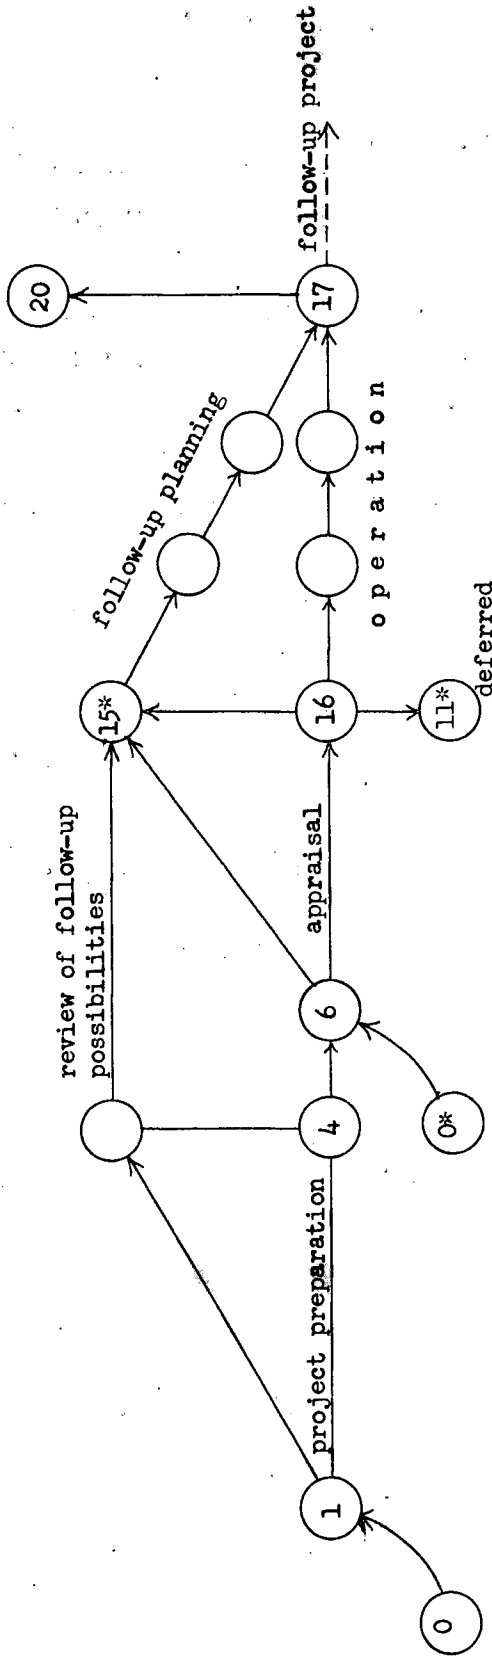 20
follow-up project
17
follow-up planning
operation
15*
16
11*
deferred
review of follow-up
possibilities
appraisal
6
4
0*
project preparation
1
0